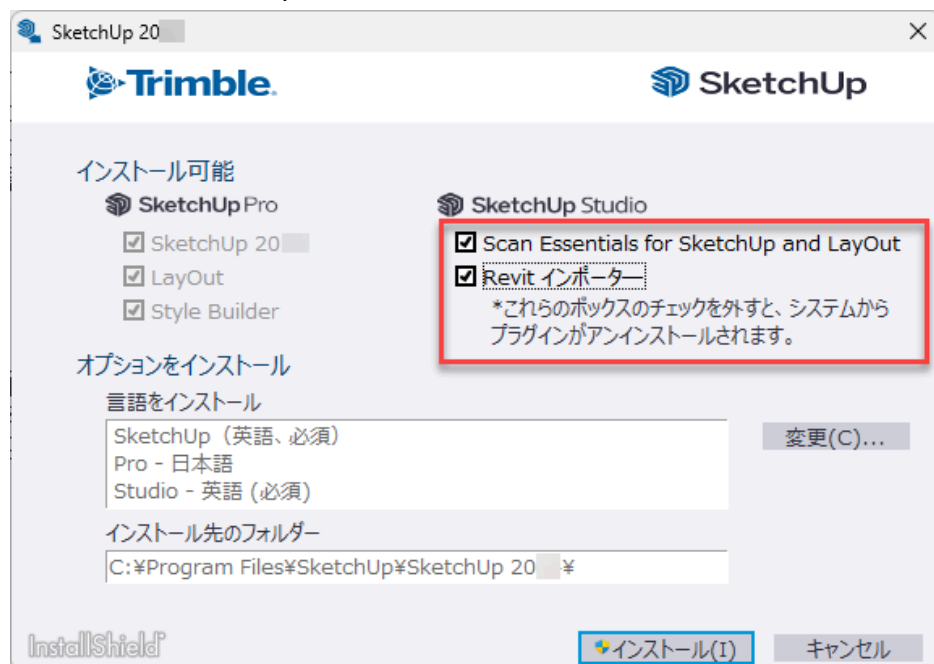 SketchUp 20
Trimble.
SketchUp
インストール可能
SketchUp Pro
SketchUp 20
LayOut
Style Builder
SketchUp Studio
Scan Essentials for SketchUp and LayOut
Revit インポーター
*これらのボックスのチェックを外すと、システムから
プラグインがアンインストールされます。
オプションをインストール
言語をインストール
SketchUp（英語、必須）
Pro - 日本語
Studio - 英語 (必須)
変更(C)...
インストール先のフォルダー
C:¥Program Files¥SketchUp¥SketchUp 20 ¥
InstallShield
インストール(I)
キャンセル